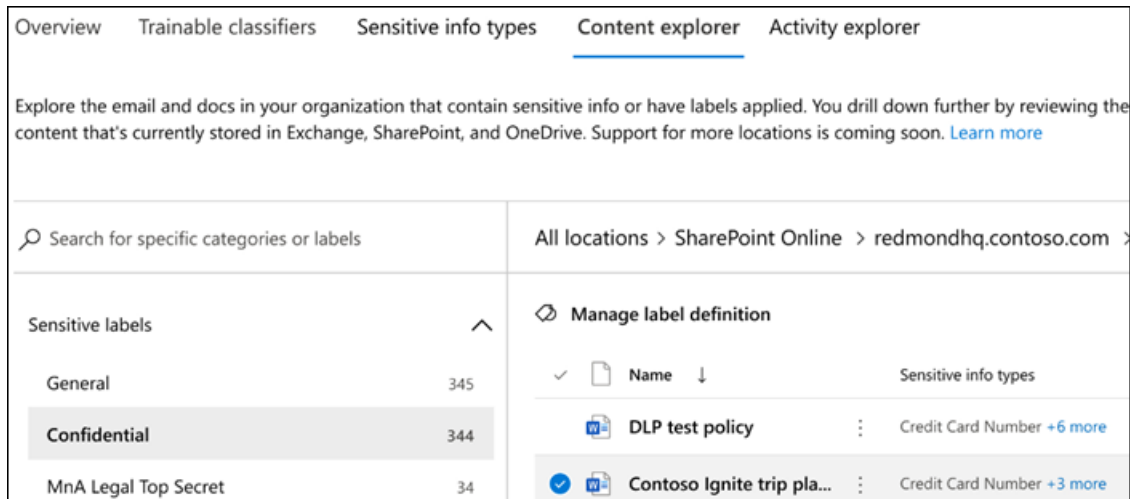 Overview Trainable classifiers Sensitive info types Content explorer Activity explorer
Explore the email and docs in your organization that contain sensitive info or have labels applied. You drill down further by reviewing the
content that's currently stored in Exchange, SharePoint, and OneDrive. Support for more locations is coming soon. Learn more
Search for specific categories or labels
All locations > SharePoint Online > redmondhq.contoso.com >
Sensitive labels
General 345
Confidential 344
MnA Legal Top Secret 34
Manage label definition
Name ↓ Sensitive info types
DLP test policy Credit Card Number +6 more
Contoso Ignite trip pla... Credit Card Number +3 more